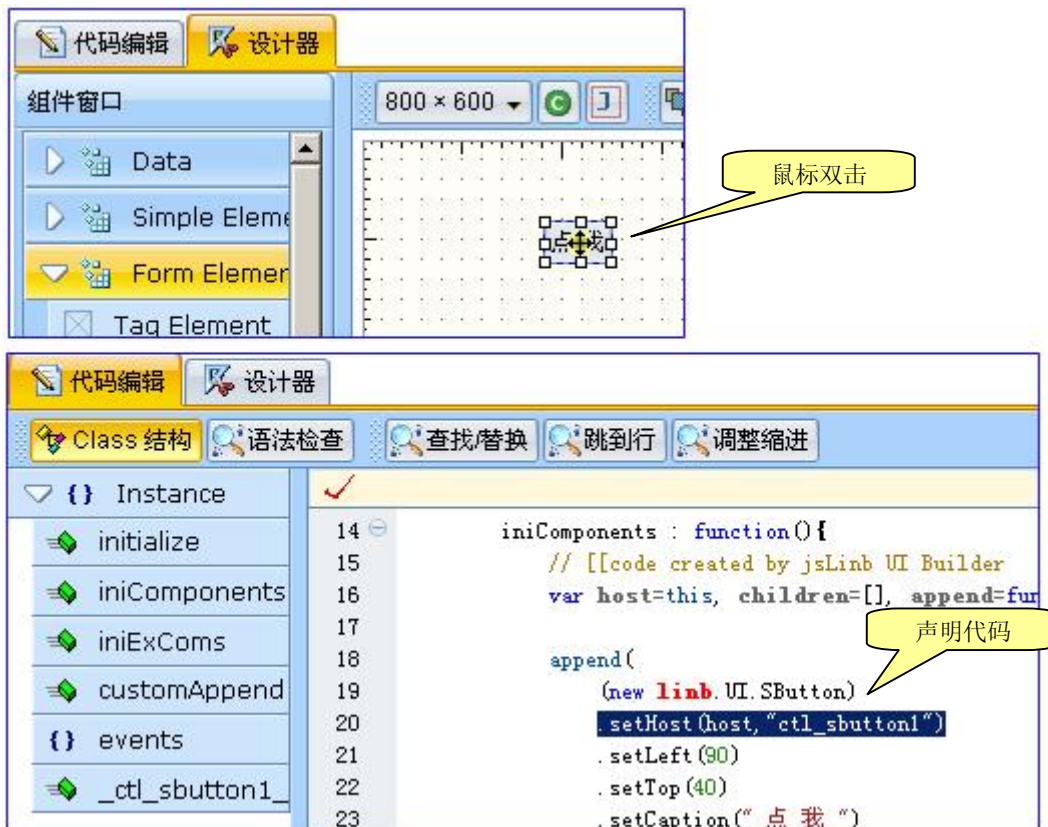 代码编辑 设计器
组件窗口 800 × 600 C J
Data
鼠标双击
Simple Eleme
点我
Form Elemer
Tag Element
代码编辑 设计器
Class 结构 语法检查 查找/替换 跳到行 调整缩进
{} Instance
initialize
iniComponents
iniExComs
customAppend
{} events
_ctl_sbutton1_
14 iniComponents : function(){
15 // [[code created by jsLinb UI Builder
16 var host=this, children=[], append=fur
17
声明代码
18 append(
19 (new linb.UI.SButton)
20 .setHost(host,"ctl_sbutton1")
21 .setLeft(90)
22 .setTop(40)
23 .setCaption(" 点 我 ")